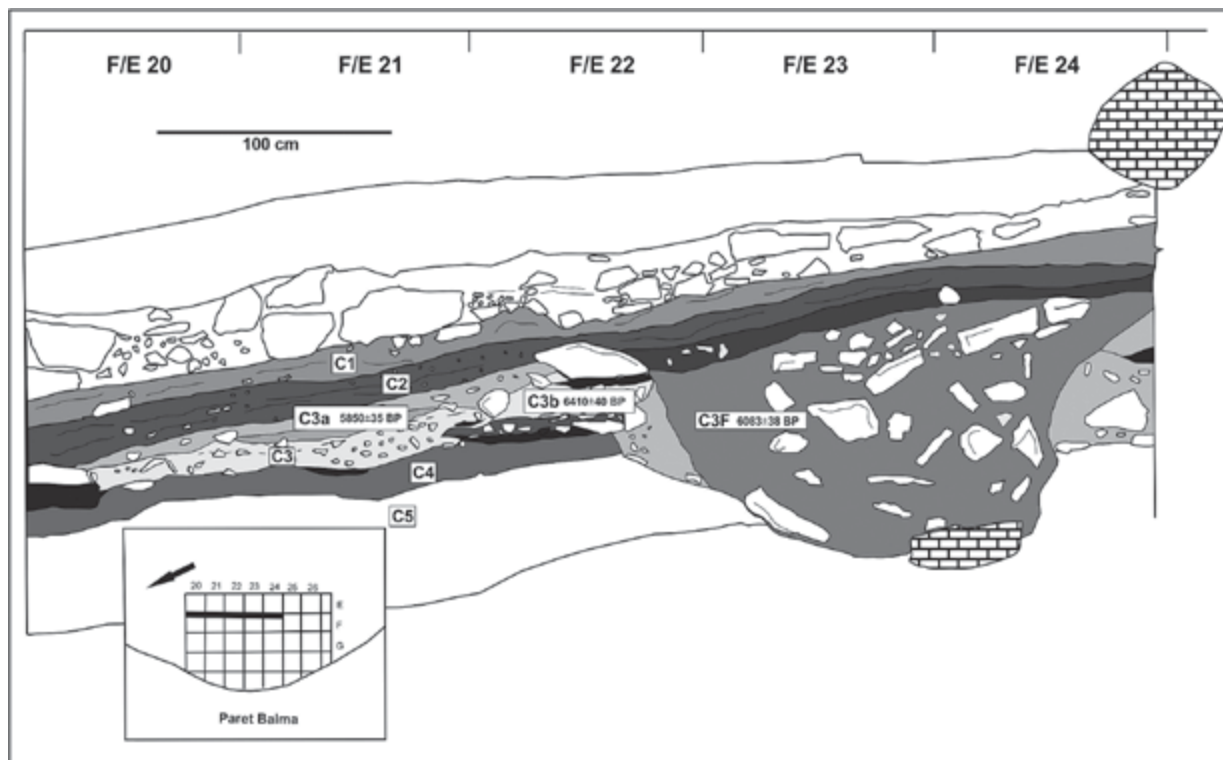 F/E 20 F/E 21 F/E 22 F/E 23 F/E 24
100 cm
C1
C2
C3a 5850±35 BP
C3b 6410±40 BP
C3F 6063±38 BP
C3
C4
C5
20 21 22 23 24 25 26
E
F
G
Paret Balma